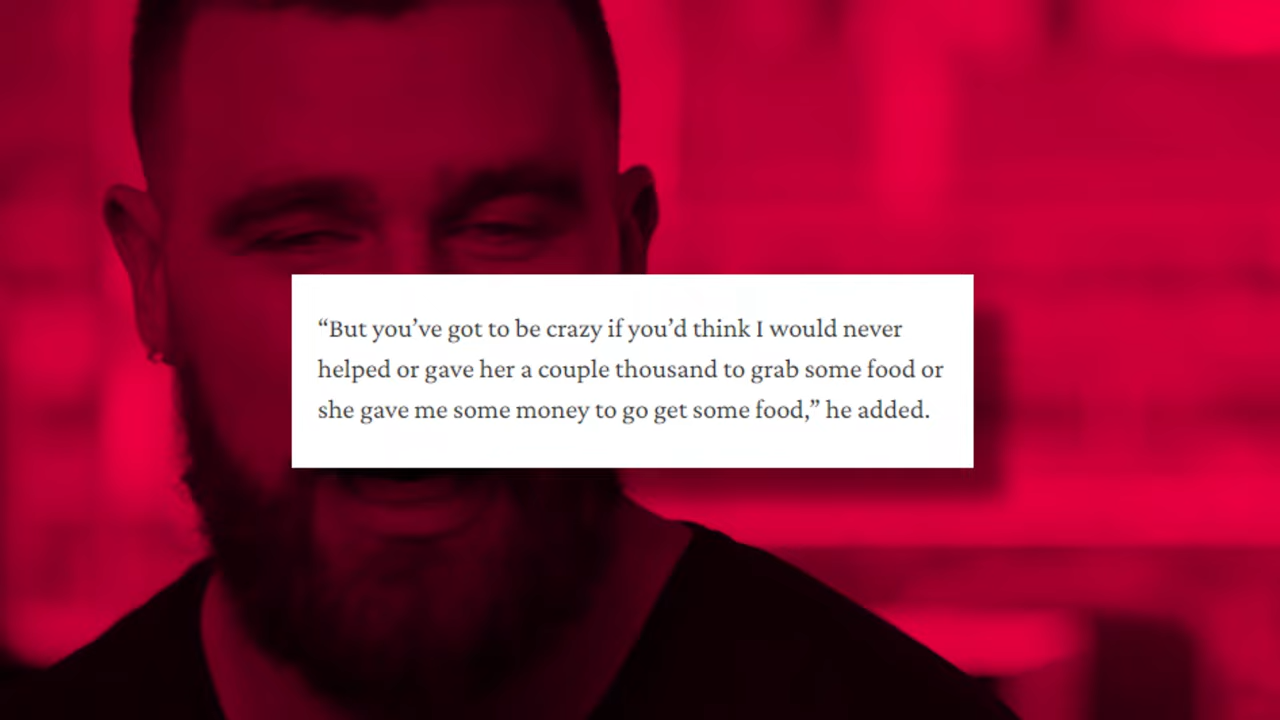 “But you’ve got to be crazy if you’d think I would never
helped or gave her a couple thousand to grab some food or
she gave me some money to go get some food,” he added.